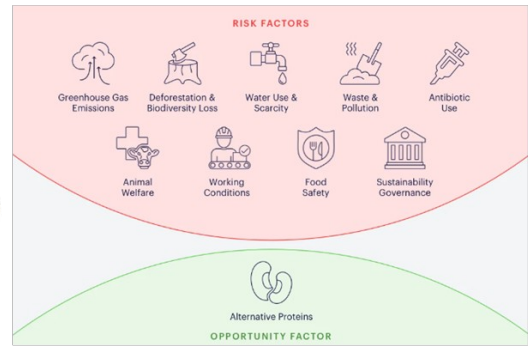 RISK FACTORS
Greenhouse Gas
Emissions
Deforestation &
Biodiversity Loss
Water Use &
Scarcity
Waste &
Pollution
Antibiotic
Use
Animal
Welfare
Working
Conditions
Food
Safety
Sustainability
Governance
Alternative Proteins
OPPORTUNITY FACTOR